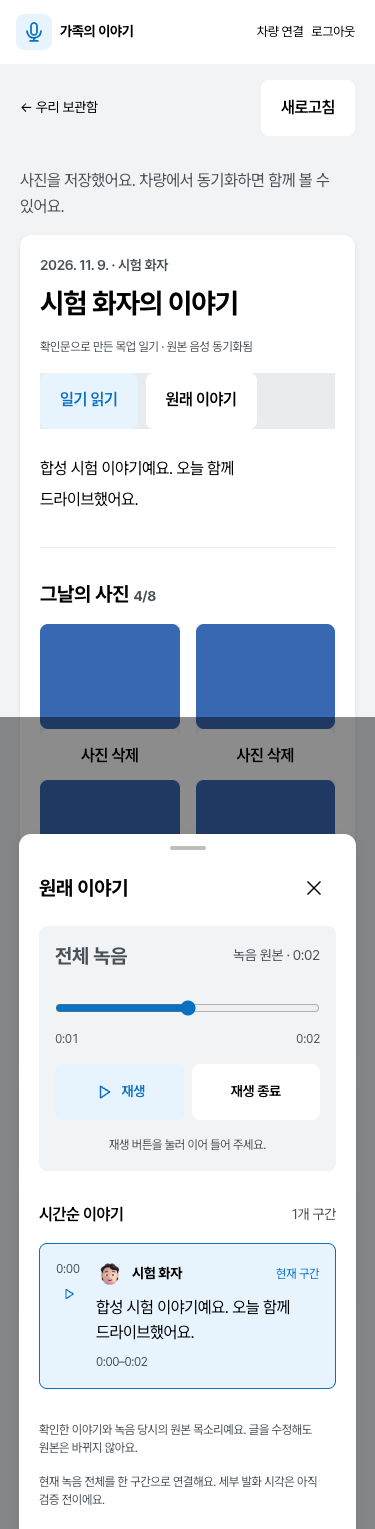 가족의 이야기
차량 연결 로그아웃
← 우리 보관함
새로고침
사진을 저장했어요. 차량에서 동기화하면 함께 볼 수
있어요.
2026. 11. 9. · 시험 화자
시험 화자의 이야기
확인문으로 만든 목업 일기 · 원본 음성 동기화됨
일기 읽기
원래 이야기
합성 시험 이야기예요. 오늘 함께
드라이브했어요.
그날의 사진 4/8
사진 삭제
사진 삭제
원래 이야기
전체 녹음
녹음 원본 · 0:02
0:01
0:02
재생
재생 종료
재생 버튼을 눌러 이어 들어 주세요.
시간순 이야기
1개 구간
0:00
시험 화자
현재 구간
합성 시험 이야기예요. 오늘 함께
드라이브했어요.
0:00–0:02
확인한 이야기와 녹음 당시의 원본 목소리예요. 글을 수정해도
원본은 바뀌지 않아요.
현재 녹음 전체를 한 구간으로 연결해요. 세부 발화 시각은 아직
검증 전이에요.